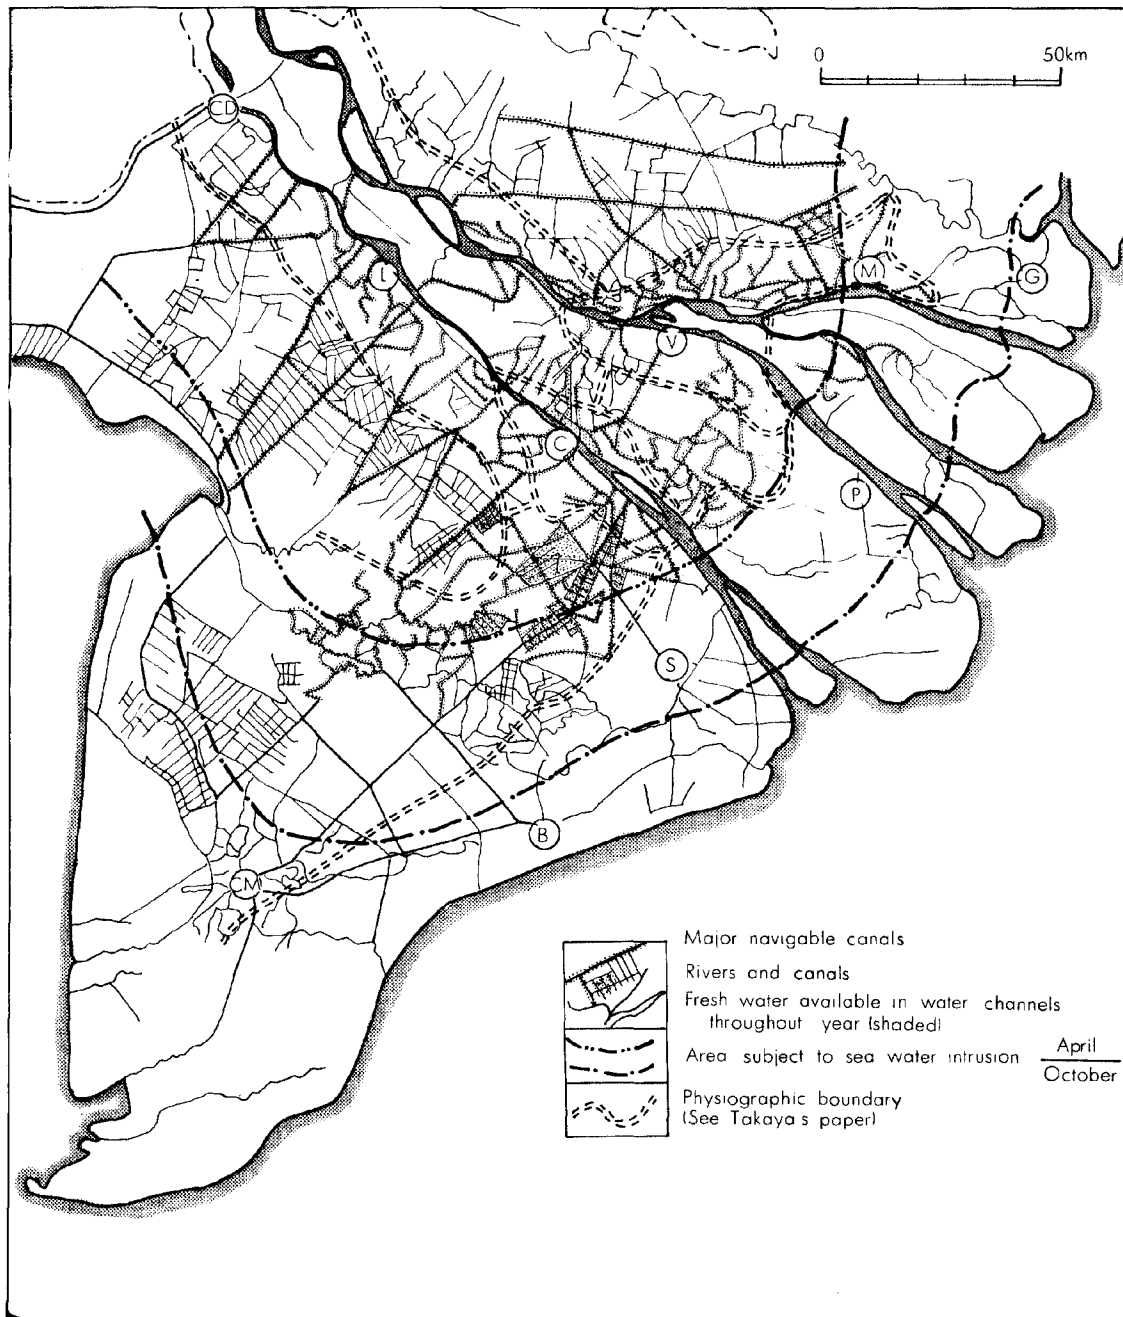 0 50km
CD
M
G
L
V
C
P
S
B
CM
Major navigable canals
Rivers and canals
Fresh water available in water channels
throughout year (shaded)
Area subject to sea water intrusion April
October
Physiographic boundary
(See Takaya s paper)